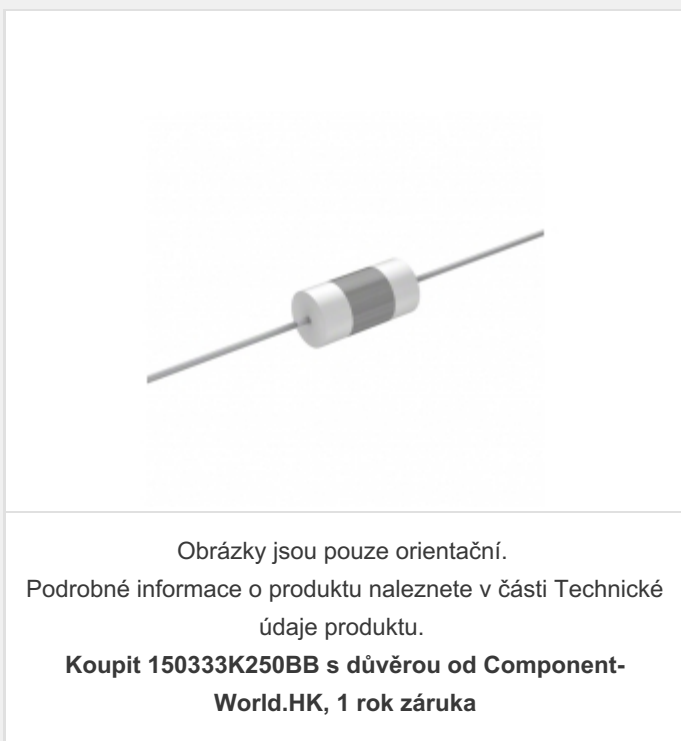 Obrázky jsou pouze orientační.
Podrobné informace o produktu naleznete v části Technické
údaje produktu.
Koupit 150333K250BB s důvěrou od Component-
World.HK, 1 rok záruka